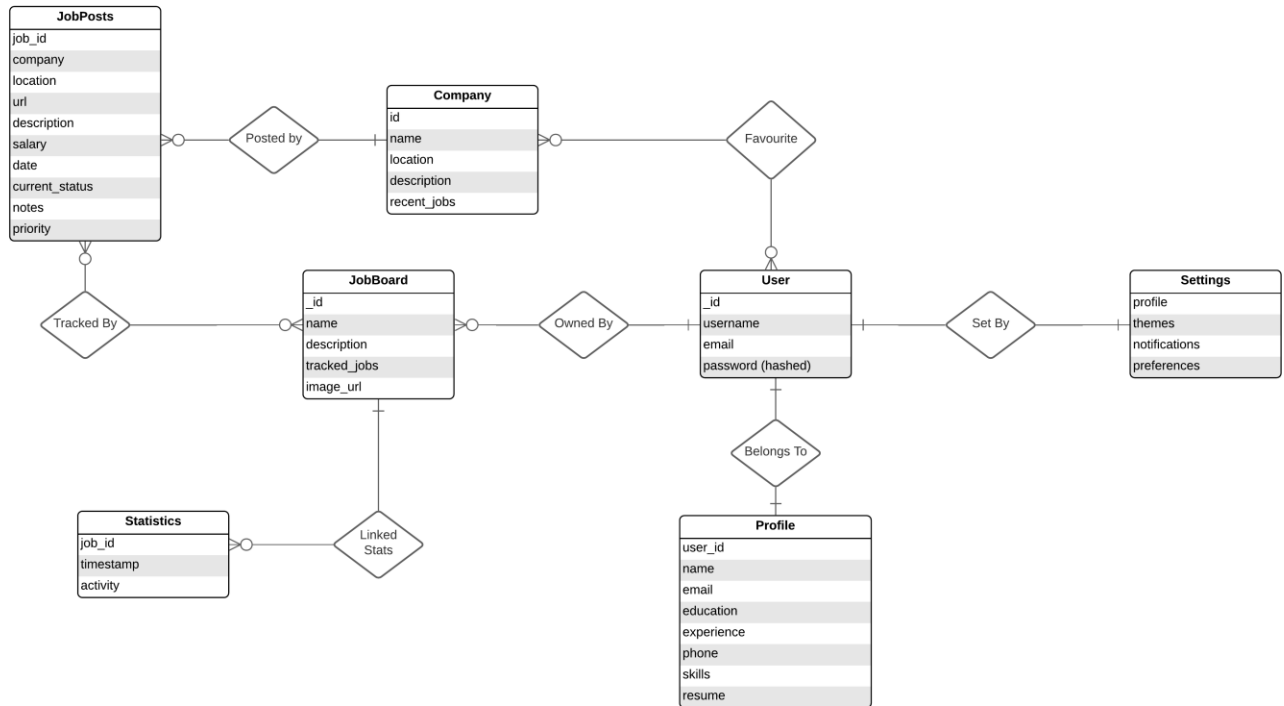 JobPosts
job_id
company
location
url
description
salary
date
current_status
notes
priority
Posted by
Company
id
name
location
description
recent_jobs
Favourite
Tracked By
JobBoard
_id
name
description
tracked_jobs
image_url
Owned By
User
_id
username
email
password (hashed)
Set By
Settings
profile
themes
notifications
preferences
Belongs To
Statistics
job_id
timestamp
activity
Linked
Stats
Profile
user_id
name
email
education
experience
phone
skills
resume